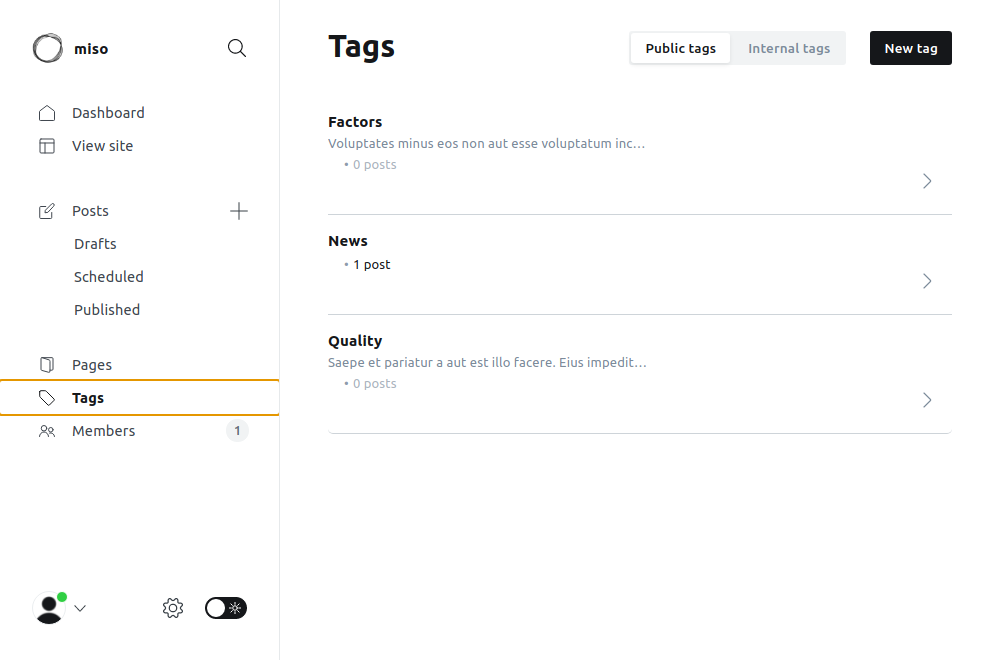 miso
Dashboard
View site
Posts
Drafts
Scheduled
Published
Pages
Tags
Members 1
Tags
Public tags Internal tags New tag
Factors
Voluptates minus eos non aut esse voluptatum inc…
• 0 posts
News
• 1 post
Quality
Saepe et pariatur a aut est illo facere. Eius impedit…
• 0 posts